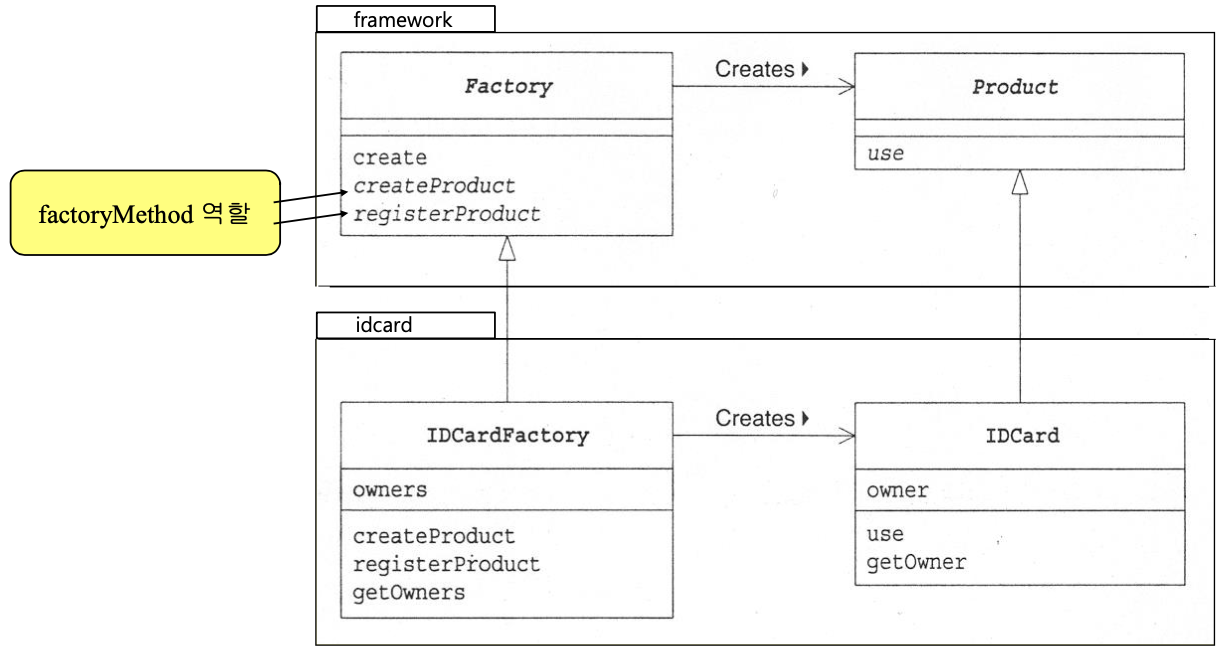 framework
Factory
Creates
Product
create
createProduct
registerProduct
use
factoryMethod 역할
idcard
IDCardFactory
Creates
IDCard
owners
owner
createProduct
registerProduct
getOwners
use
getOwner